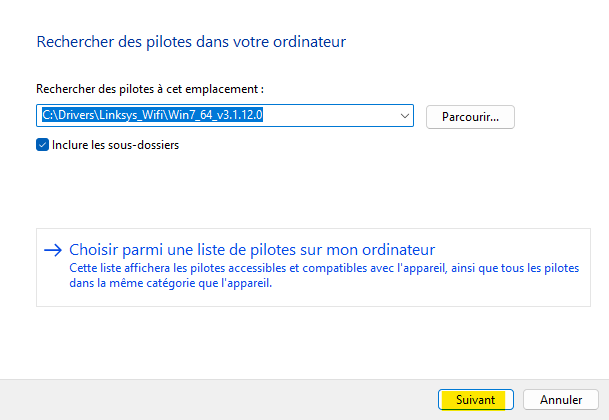 Rechercher des pilotes dans votre ordinateur
Rechercher des pilotes à cet emplacement :
C:\Drivers\Linksys_Wifi\Win7_64_v3.1.12.0
Parcourir...
Inclure les sous-dossiers
Choisir parmi une liste de pilotes sur mon ordinateur
Cette liste affichera les pilotes accessibles et compatibles avec l'appareil, ainsi que tous les pilotes
dans la même catégorie que l'appareil.
Suivant
Annuler